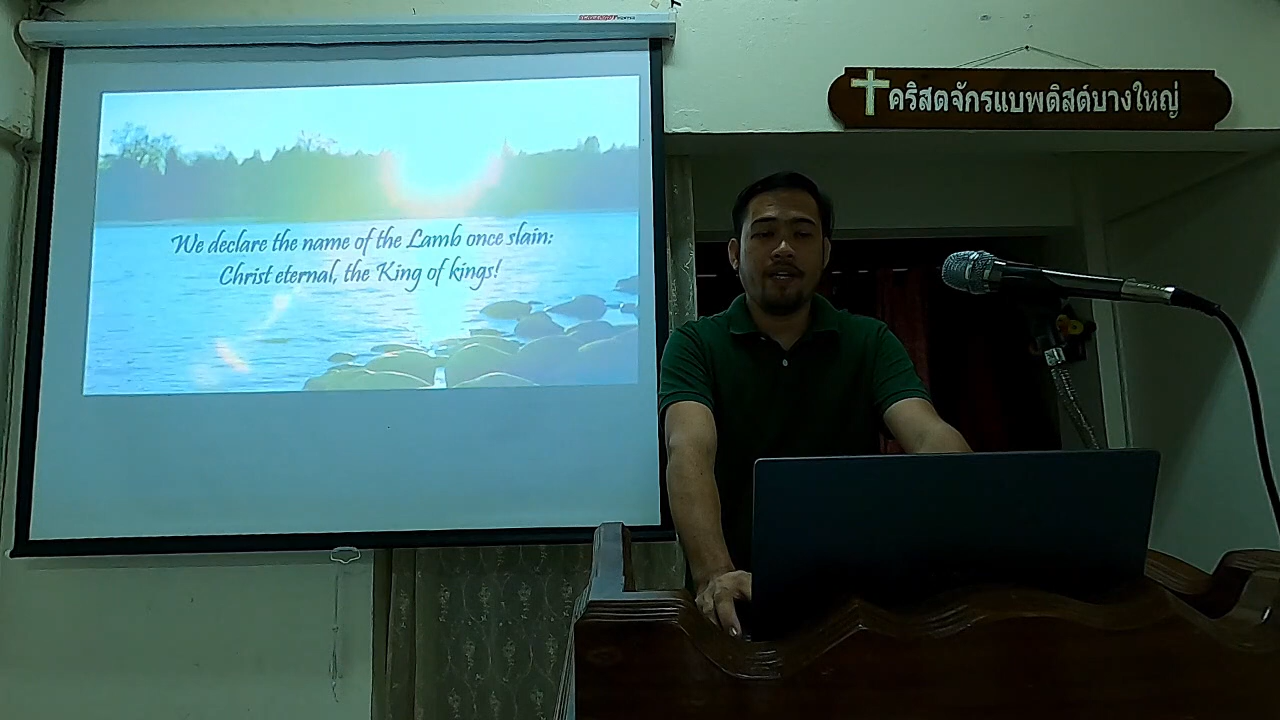 We declare the name of the Lamb once slain:
Christ eternal, the King of kings!
คริสตจักรแบพติสต์บางใหญ่